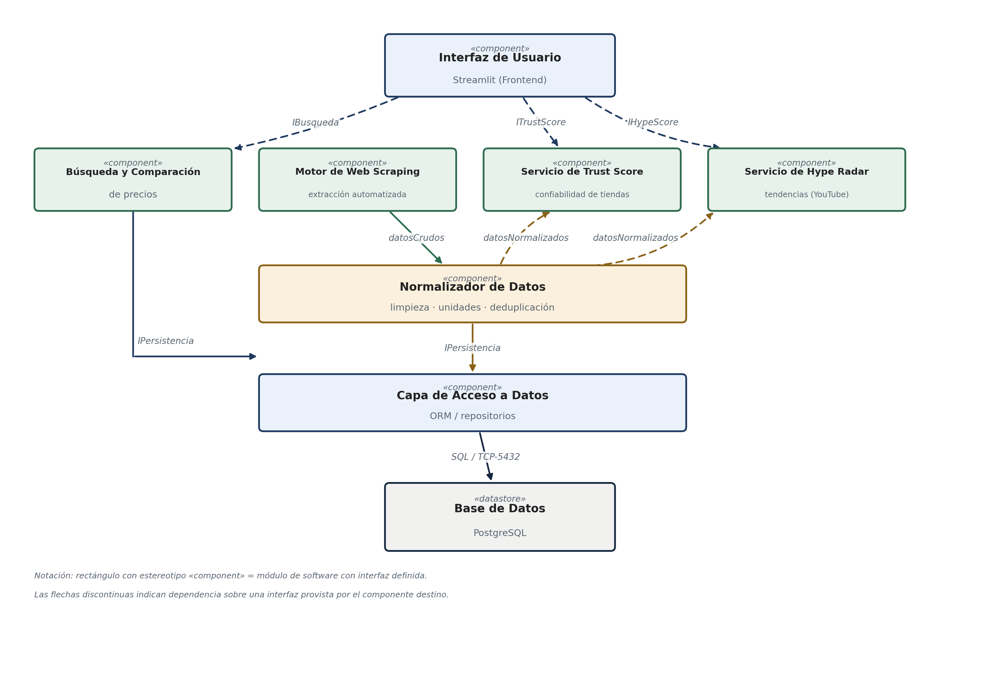 «component»
Interfaz de Usuario
Streamlit (Frontend)
IBusqueda
ITrustScore
IHypeScore
«component»
Búsqueda y Comparación
de precios
«component»
Motor de Web Scraping
extracción automatizada
«component»
Servicio de Trust Score
confiabilidad de tiendas
«component»
Servicio de Hype Radar
tendencias (YouTube)
datosCrudos
datosNormalizados
datosNormalizados
«component»
Normalizador de Datos
limpieza · unidades · deduplicación
IPersistencia
IPersistencia
«component»
Capa de Acceso a Datos
ORM / repositorios
SQL / TCP-5432
«datastore»
Base de Datos
PostgreSQL
Notación: rectángulo con estereotipo «component» = módulo de software con interfaz definida.
Las flechas discontinuas indican dependencia sobre una interfaz provista por el componente destino.